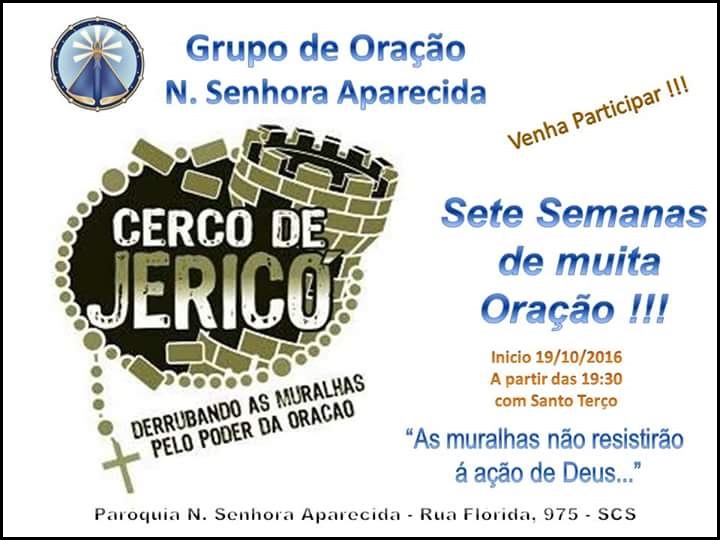 Grupo de Oração
N. Senhora Aparecida
Venha Participar !!!
CERCO DE
JERICÓ
DERRUBANDO AS MURALHAS
PELO PODER DA ORACAO
Sete Semanas
de muita
Oração !!!
Inicio 19/10/2016
A partir das 19:30
com Santo Terço
“As muralhas não resistirão
á ação de Deus...”
Paroquia N. Senhora Aparecida - Rua Florida, 975 - SCS